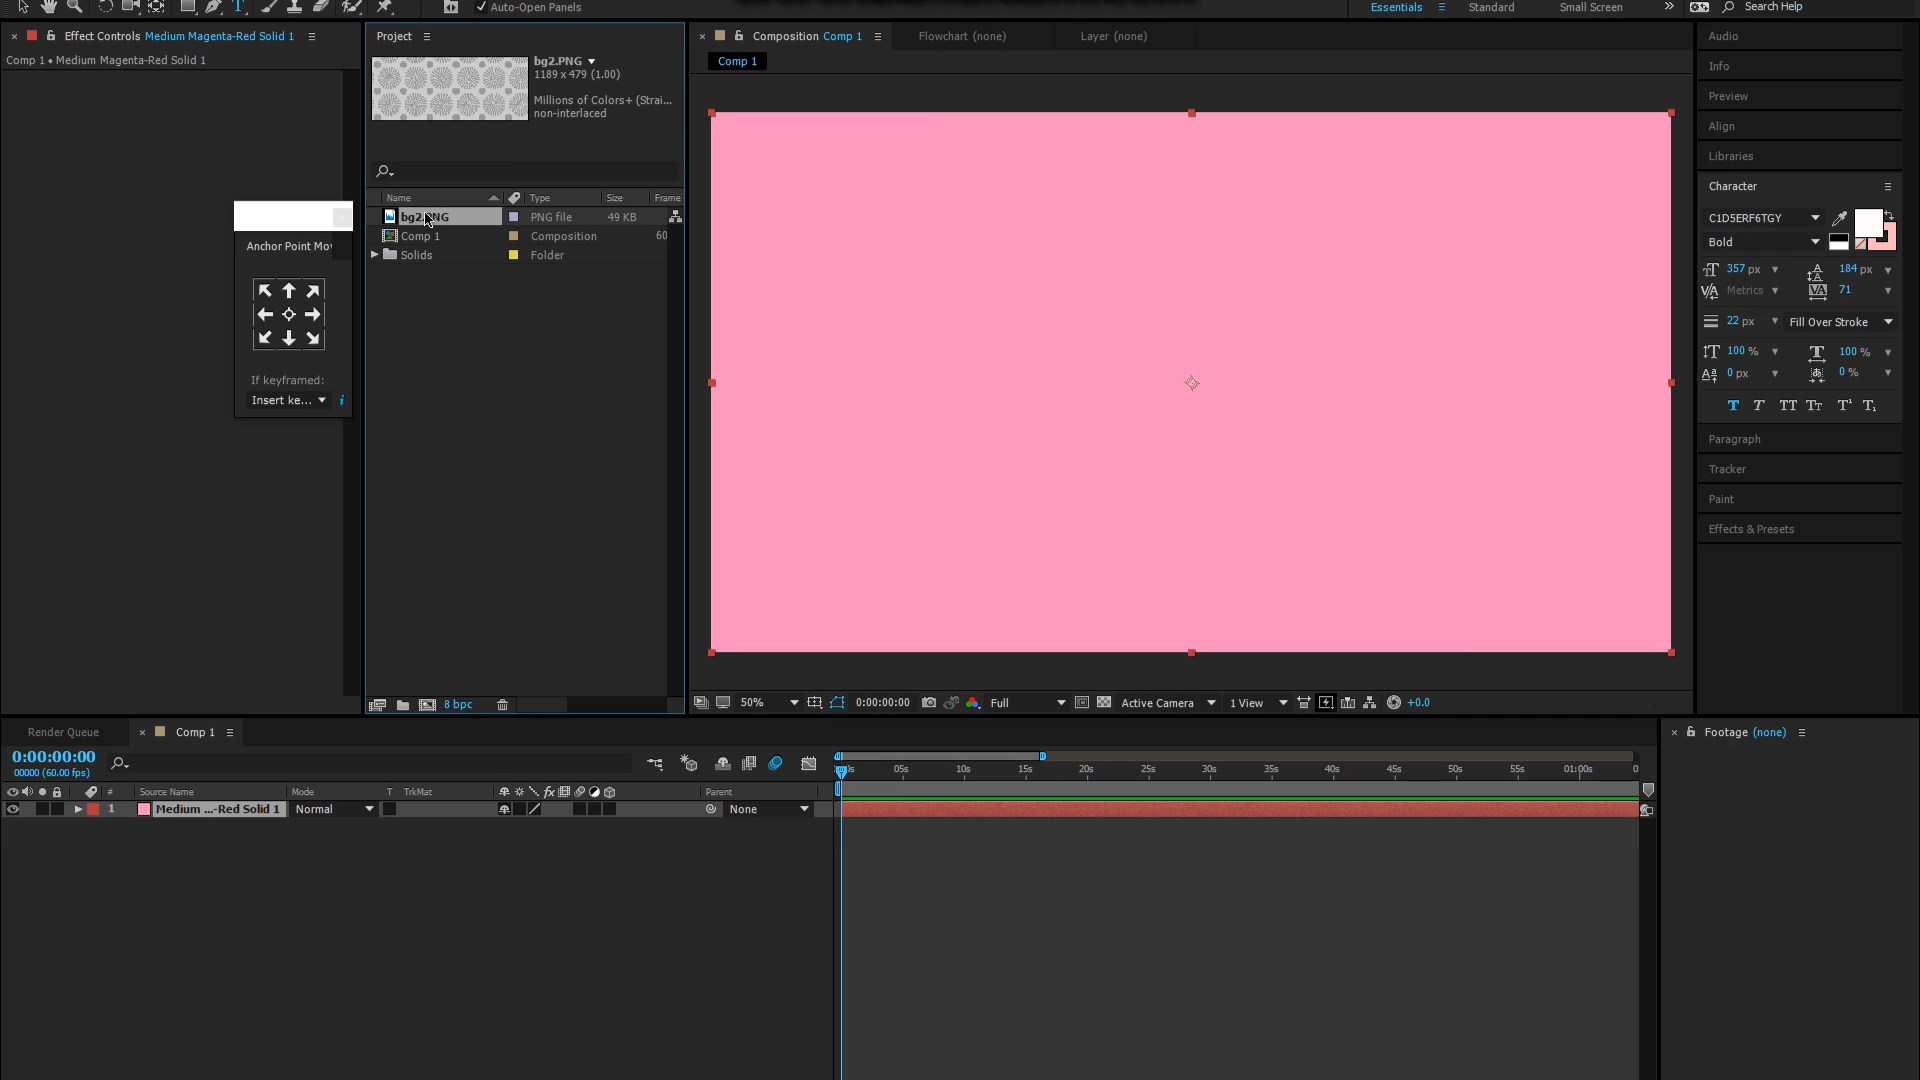 Auto-Open Panels
Essentials
Standard
Small Screen
»
Search Help
× Effect Controls Medium Magenta-Red Solid 1
Comp 1 • Medium Magenta-Red Solid 1
Project
bg2.PNG
1189 x 479 (1.00)
Millions of Colors+ (Strai...
non-interlaced
Name Type Size Frame
bg2.PNG PNG file 49 KB
Comp 1 Composition 60
Solids Folder
8 bpc
Anchor Point Mov
If keyframed:
Insert ke...
i
× Composition Comp 1
Flowchart (none)
Layer (none)
Comp 1
50%
0:00:00:00
Full
Active Camera
1 View
+0.0
Audio
Info
Preview
Align
Libraries
Character
C1D5ERF6TGY
Bold
357 px 184 px
Metrics 71
22 px Fill Over Stroke
100 % 100 %
0 px 0 %
T T TT Tt T¹ T₁
Paragraph
Tracker
Paint
Effects & Presets
Render Queue
× Comp 1
0:00:00:00
00000 (60.00 fps)
# Source Name Mode T TrkMat fx Parent
1 Medium ...-Red Solid 1 Normal None
05s 10s 15s 20s 25s 30s 35s 40s 45s 50s 55s 01:00s
× Footage (none)